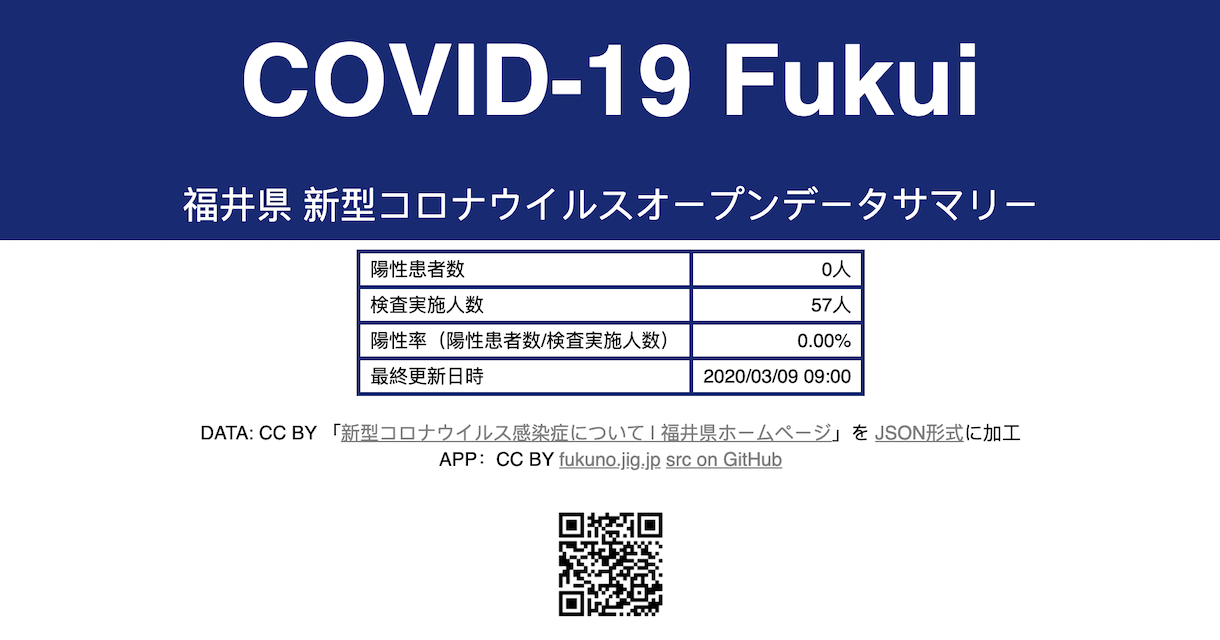 COVID-19 Fukui
福井県 新型コロナウイルスオープンデータサマリー
陽性患者数 0人
検査実施人数 57人
陽性率（陽性患者数/検査実施人数） 0.00%
最終更新日時 2020/03/09 09:00
DATA: CC BY 「新型コロナウイルス感染症について | 福井県ホームページ」を JSON形式に加工
APP：CC BY fukuno.jig.jp src on GitHub